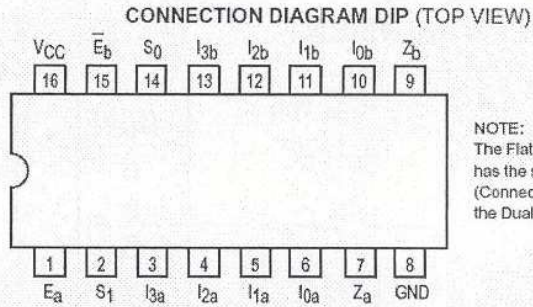 CONNECTION DIAGRAM DIP (TOP VIEW)
VCC E̅b S0 I3b I2b I1b I0b Zb
16 15 14 13 12 11 10 9
NOTE:
The Flat
has the
(Connec
the Dual
1 2 3 4 5 6 7 8
Ea S1 I3a I2a I1a I0a Za GND